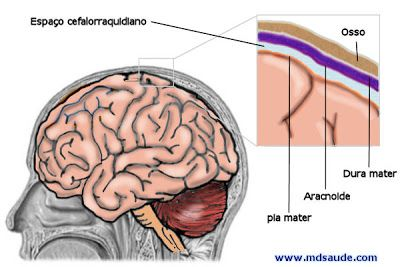 Espaço cefalorraquidiano
Osso
Dura mater
Aracnoide
pia mater
www.mdsaude.com